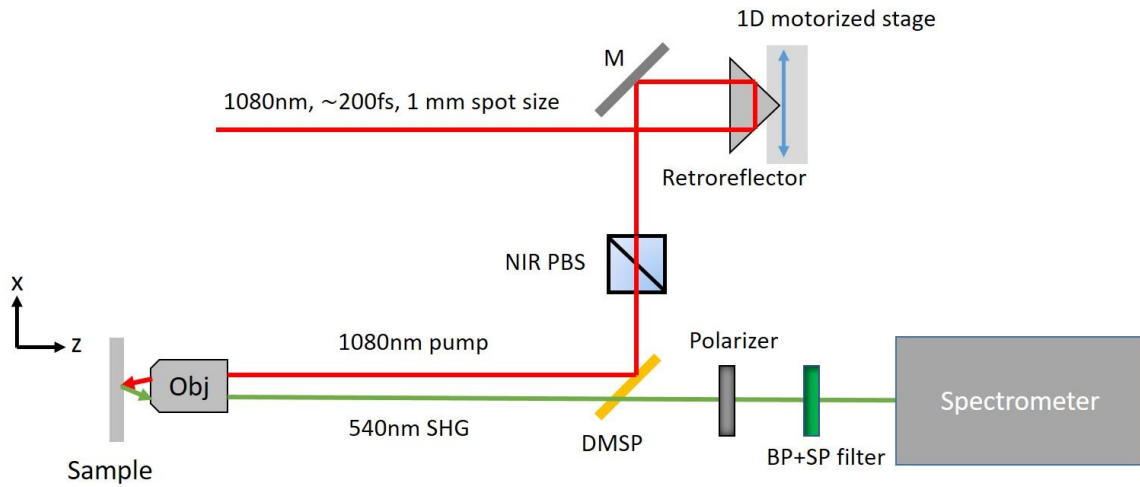 1D motorized stage
M
1080nm, ~200fs, 1 mm spot size
Retroreflector
NIR PBS
x
z
1080nm pump
Polarizer
Obj
Spectrometer
540nm SHG
DMSP
BP+SP filter
Sample